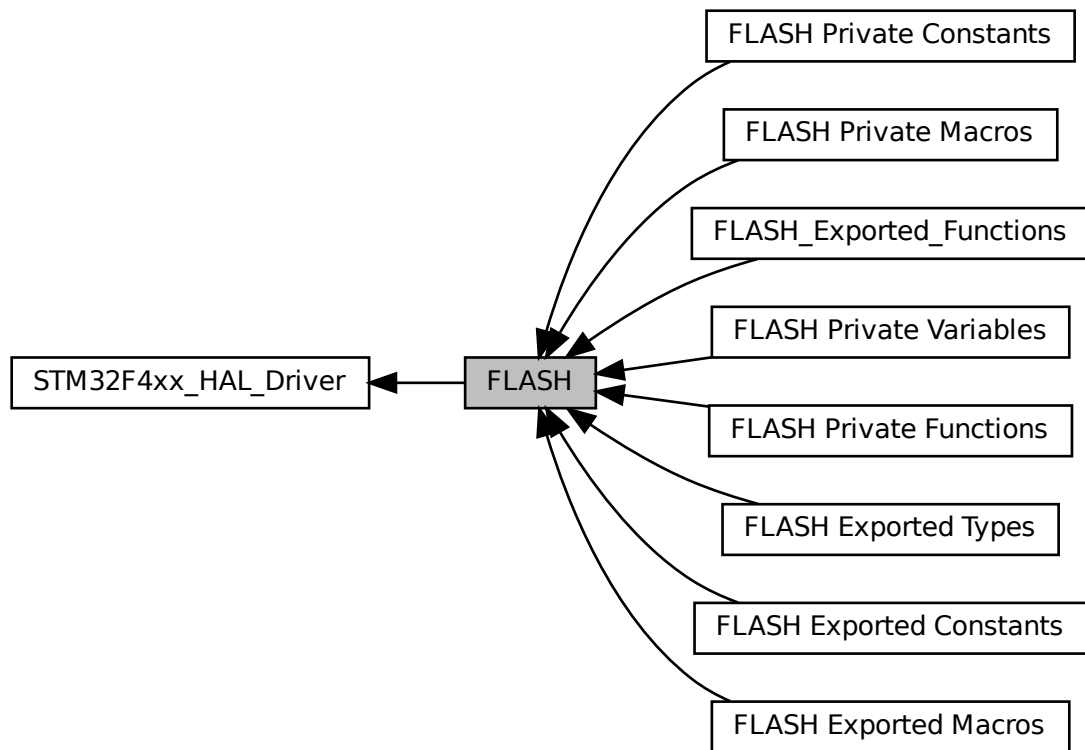 FLASH Private Constants
FLASH Private Macros
FLASH_Exported_Functions
FLASH Private Variables
STM32F4xx_HAL_Driver
FLASH
FLASH Private Functions
FLASH Exported Types
FLASH Exported Constants
FLASH Exported Macros